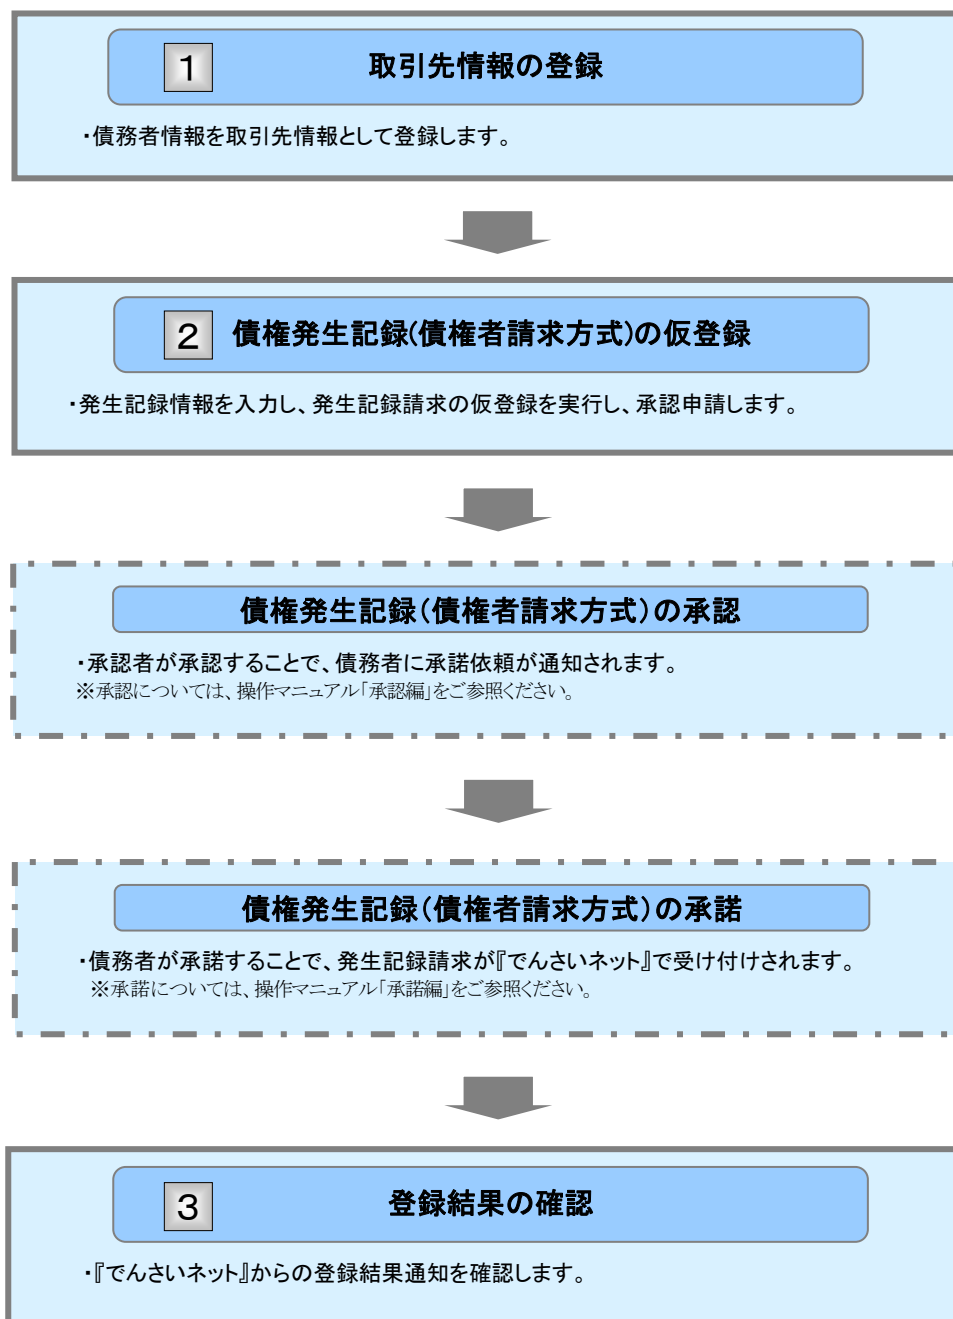 1 取引先情報の登録
・債務者情報を取引先情報として登録します。
2 債権発生記録(債権者請求方式)の仮登録
・発生記録情報を入力し、発生記録請求の仮登録を実行し、承認申請します。
債権発生記録(債権者請求方式)の承認
・承認者が承認することで、債務者に承諾依頼が通知されます。
※承認については、操作マニュアル「承認編」をご参照ください。
債権発生記録(債権者請求方式)の承諾
・債務者が承諾することで、発生記録請求が『でんさいネット』で受け付けされます。
※承諾については、操作マニュアル「承諾編」をご参照ください。
3 登録結果の確認
・『でんさいネット』からの登録結果通知を確認します。